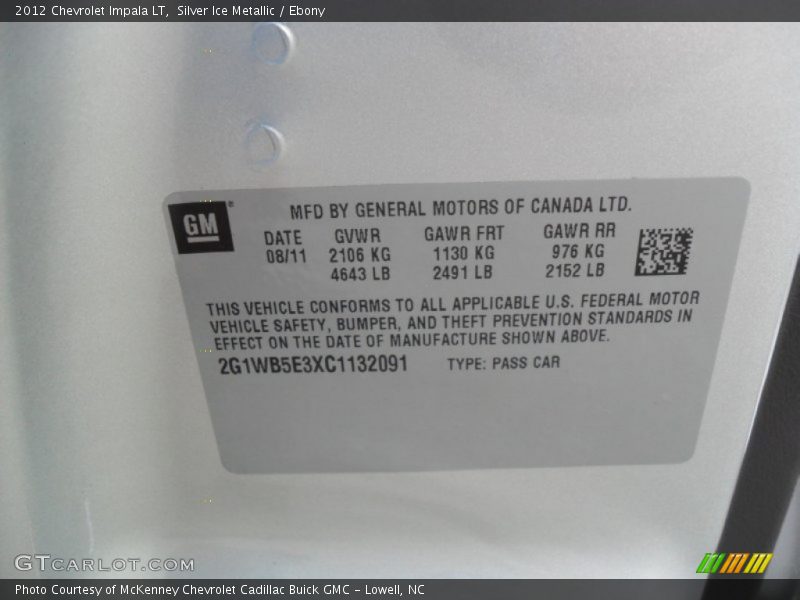 2012 Chevrolet Impala LT, Silver Ice Metallic / Ebony
GM®
MFD BY GENERAL MOTORS OF CANADA LTD.
DATE GVWR GAWR FRT GAWR RR
08/11 2106 KG 1130 KG 976 KG
4643 LB 2491 LB 2152 LB
THIS VEHICLE CONFORMS TO ALL APPLICABLE U.S. FEDERAL MOTOR
VEHICLE SAFETY, BUMPER, AND THEFT PREVENTION STANDARDS IN
EFFECT ON THE DATE OF MANUFACTURE SHOWN ABOVE.
2G1WB5E3XC1132091 TYPE: PASS CAR
GTCARLOT.COM
Photo Courtesy of McKenney Chevrolet Cadillac Buick GMC - Lowell, NC